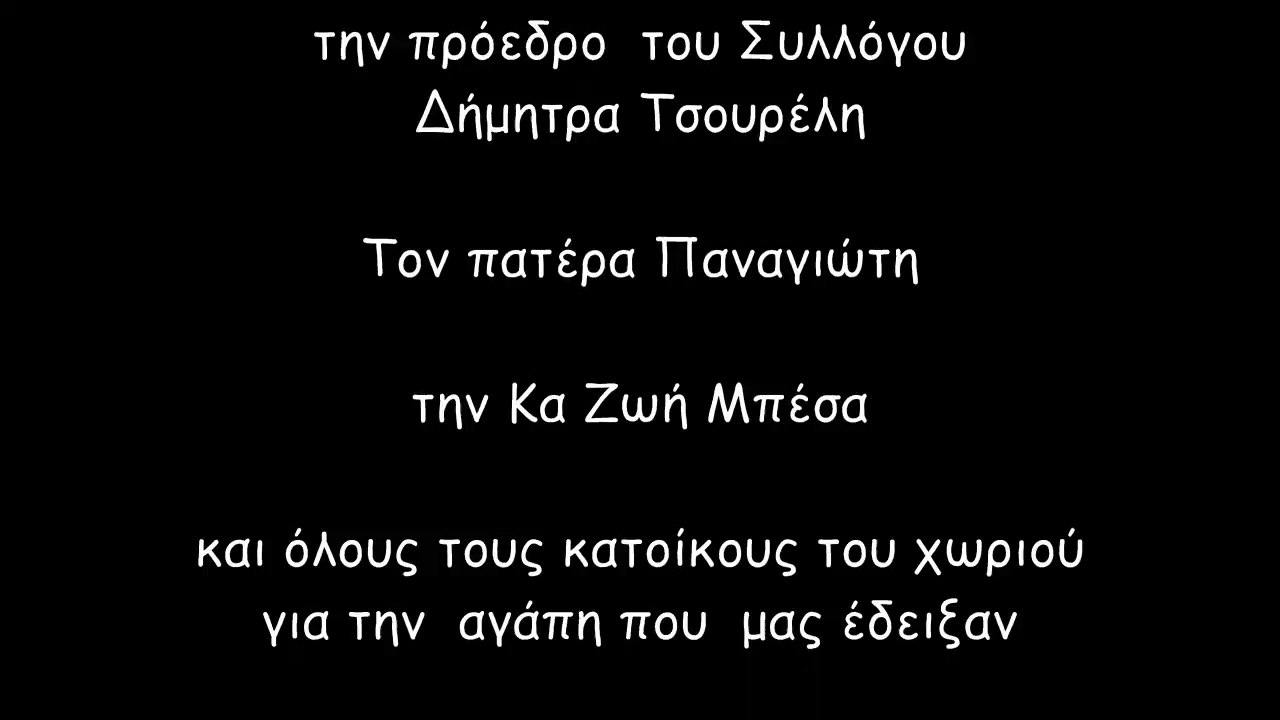 την πρόεδρο του Συλλόγου
Δήμητρα Τσουρέλη
Τον πατέρα Παναγιώτη
την Κα Ζωή Μπέσα
και όλους τους κατοίκους του χωριού
για την αγάπη που μας έδειξαν